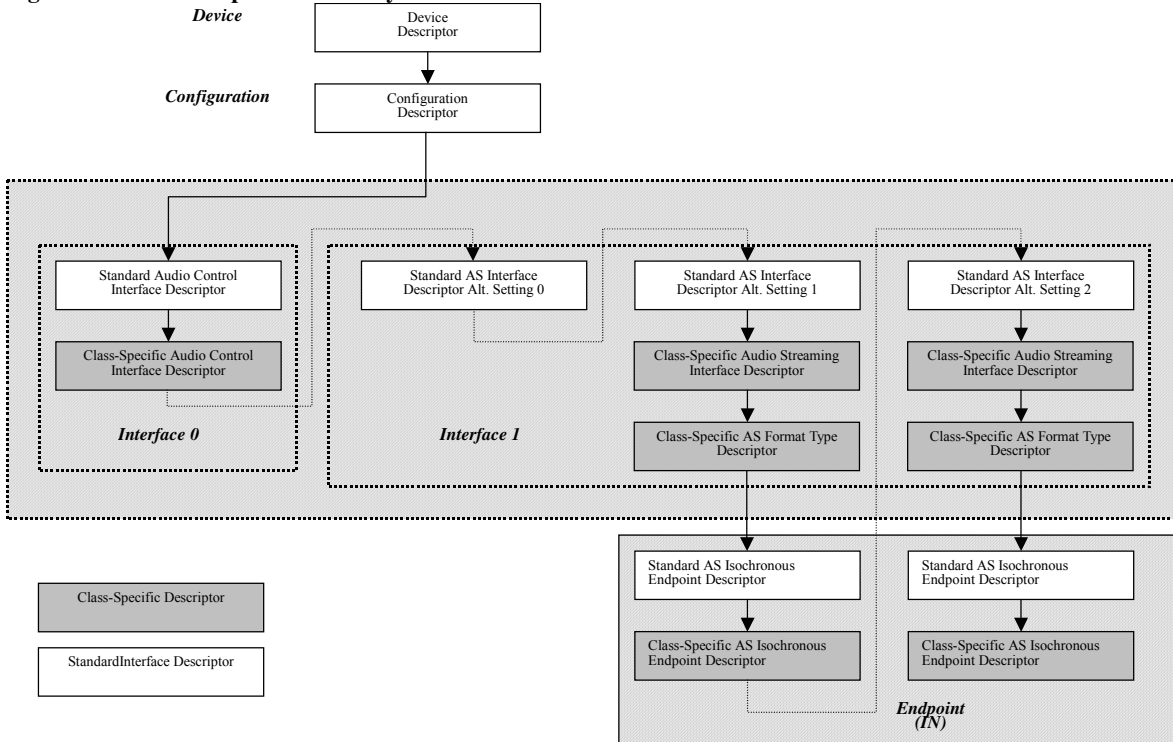 Device
Device
Descriptor
Configuration
Configuration
Descriptor
Standard Audio Control
Interface Descriptor
Standard AS Interface
Descriptor Alt. Setting 0
Standard AS Interface
Descriptor Alt. Setting 1
Standard AS Interface
Descriptor Alt. Setting 2
Class-Specific Audio Control
Interface Descriptor
Class-Specific Audio Streaming
Interface Descriptor
Class-Specific Audio Streaming
Interface Descriptor
Interface 0
Interface 1
Class-Specific AS Format Type
Descriptor
Class-Specific AS Format Type
Descriptor
Standard AS Isochronous
Endpoint Descriptor
Standard AS Isochronous
Endpoint Descriptor
Class-Specific Descriptor
Class-Specific AS Isochronous
Endpoint Descriptor
Class-Specific AS Isochronous
Endpoint Descriptor
StandardInterface Descriptor
Endpoint
(IN)